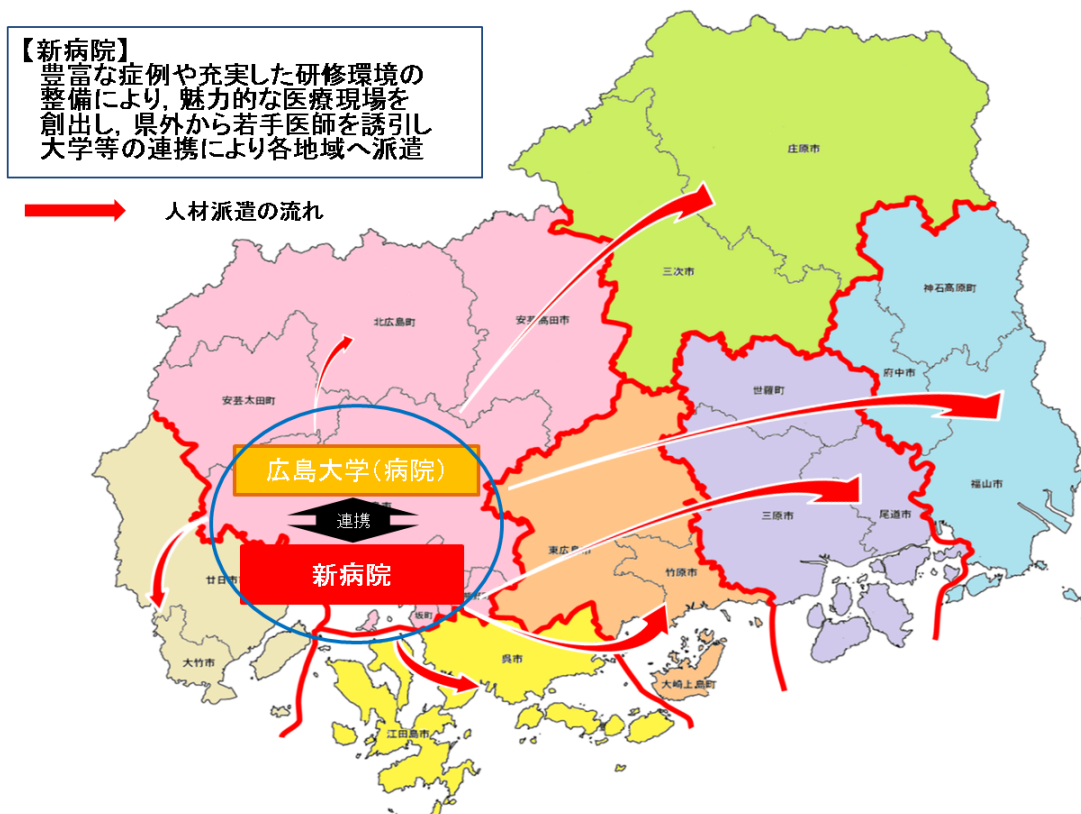 【新病院】
豊富な症例や充実した研修環境の
整備により，魅力的な医療現場を
創出し，県外から若手医師を誘引し
大学等の連携により各地域へ派遣
人材派遣の流れ
庄原市
三次市
神石高原町
北広島町
安芸高田市
府中市
世羅町
安芸太田町
広島大学（病院）
福山市
連携
市
三原市
尾道市
東広島市
新病院
竹原市
廿日市
坂町
大竹市
呉市
大崎上島町
江田島市